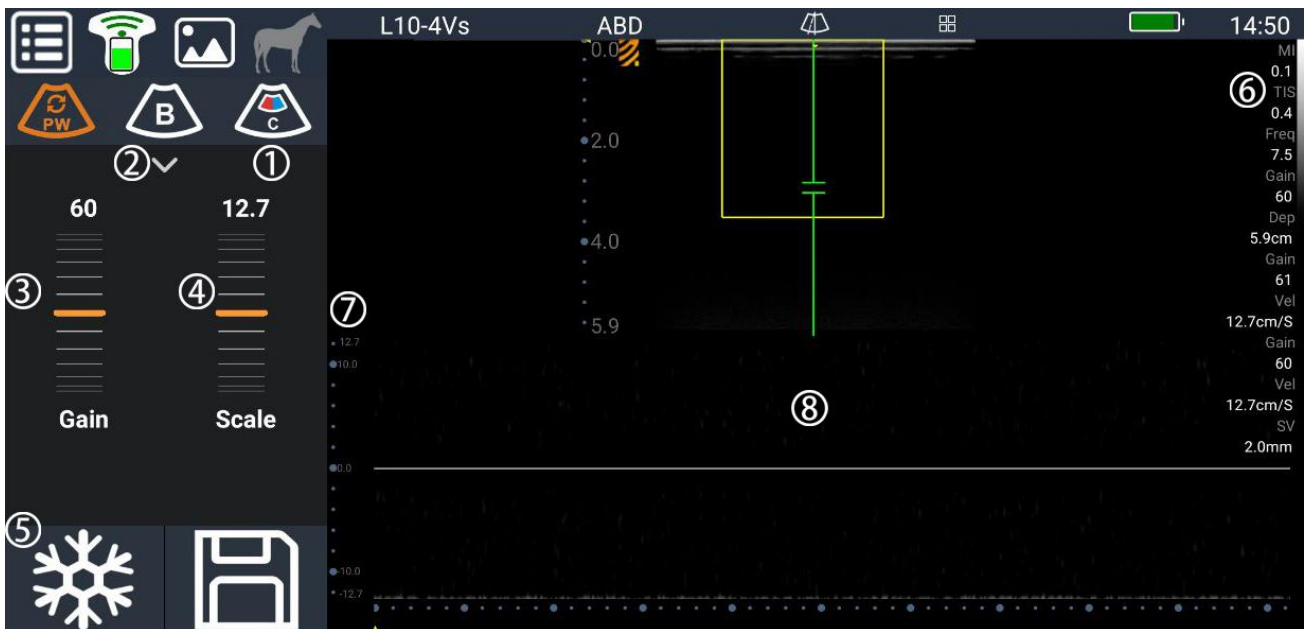 L10-4Vs ABD 14:50
PW B C
② ①
60 12.7
③ ④
Gain Scale
⑤
0.0
2.0
4.0
5.9
MI
0.1
⑥ TIS
0.4
Freq
7.5
Gain
60
Dep
5.9cm
Gain
61
Vel
12.7cm/S
Gain
60
Vel
12.7cm/S
SV
2.0mm
⑦
12.7
10.0
0.0
-10.0
-12.7
⑧